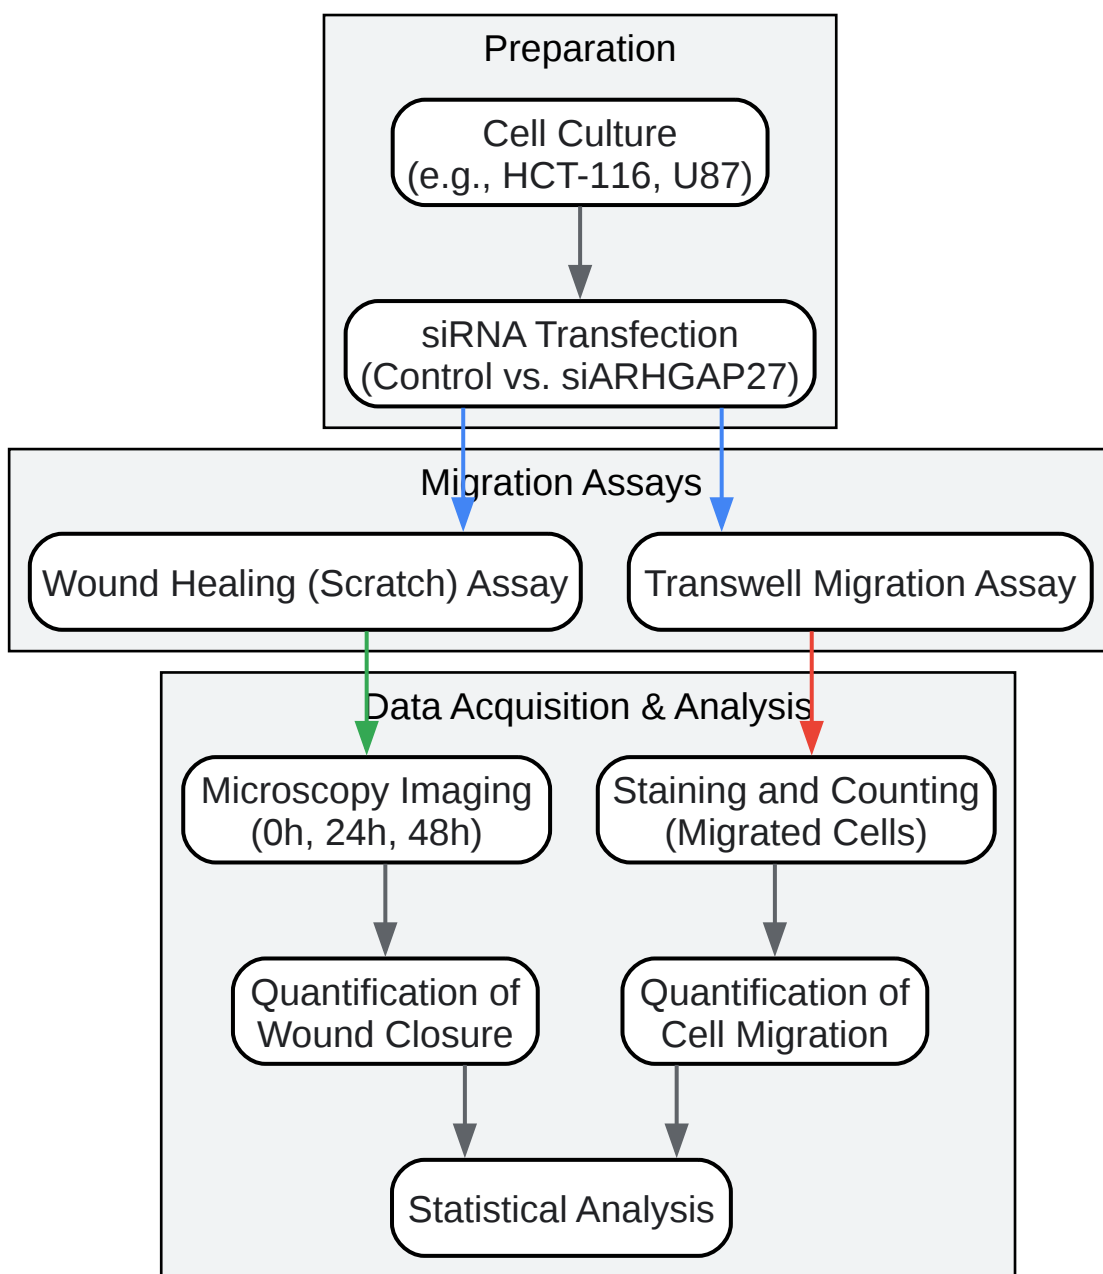 Preparation
Cell Culture
(e.g., HCT-116, U87)
siRNA Transfection
(Control vs. siARHGAP27)
Migration Assays
Wound Healing (Scratch) Assay
Transwell Migration Assay
Data Acquisition & Analysis
Microscopy Imaging
(0h, 24h, 48h)
Staining and Counting
(Migrated Cells)
Quantification of
Wound Closure
Quantification of
Cell Migration
Statistical Analysis